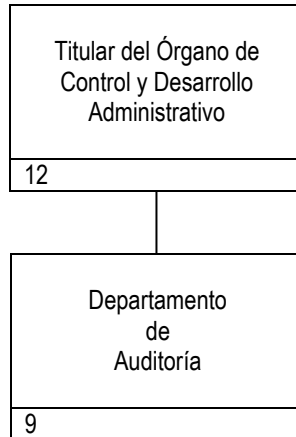 Titular del Órgano de
Control y Desarrollo
Administrativo
12
Departamento
de
Auditoría
9